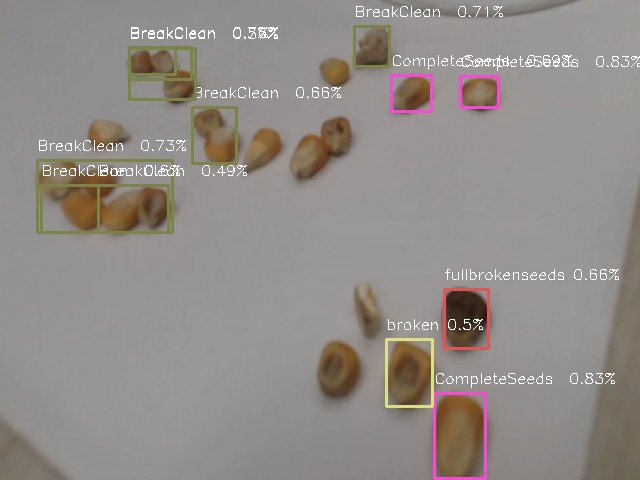 BreakClean 0.71%
BreakClean
CompleteSeeds
0.83%
BreakClean 0.66%
BreakClean 0.73%
BreakClean
0.49%
fullbrokenseeds 0.66%
broken 0.5%
CompleteSeeds 0.83%